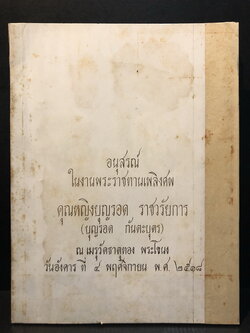 อนุสรณ์
ในงานพระราชทานเพลิงศพ
คุณหญิงบุญรอด ราชวรัยการ
(บุญรอด กันตะบุตร)
ณ เมรุวัดธาตุทอง พระโขนง
วันอังคาร ที่ ๔ พฤศจิกายน พ.ศ. ๒๕๑๘